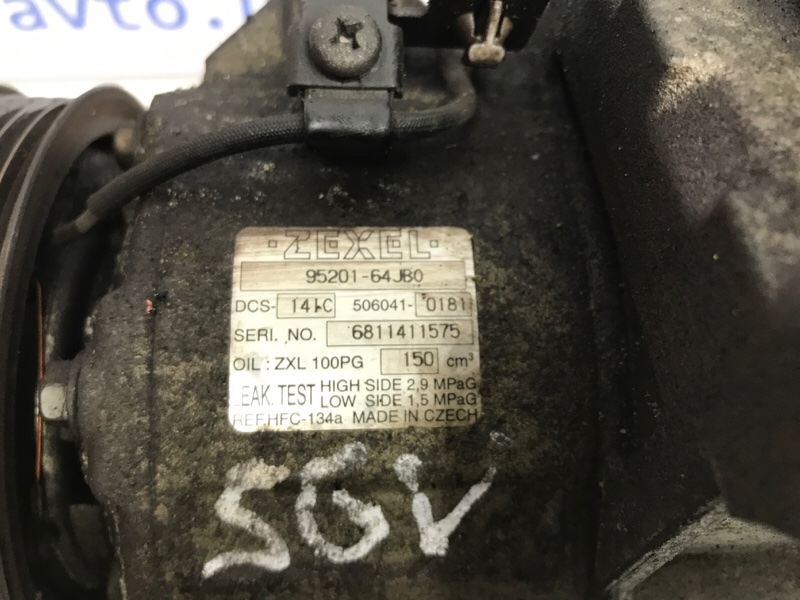 avto.
·ZEXEL·
95201-64JB0
DCS- 141C 506041- 0181
SERI. NO. 6811411575
OIL : ZXL 100PG 150 cm³
LEAK. TEST HIGH SIDE 2,9 MPaG
LOW SIDE 1,5 MPaG
REF.HFC-134a MADE IN CZECH
SGV